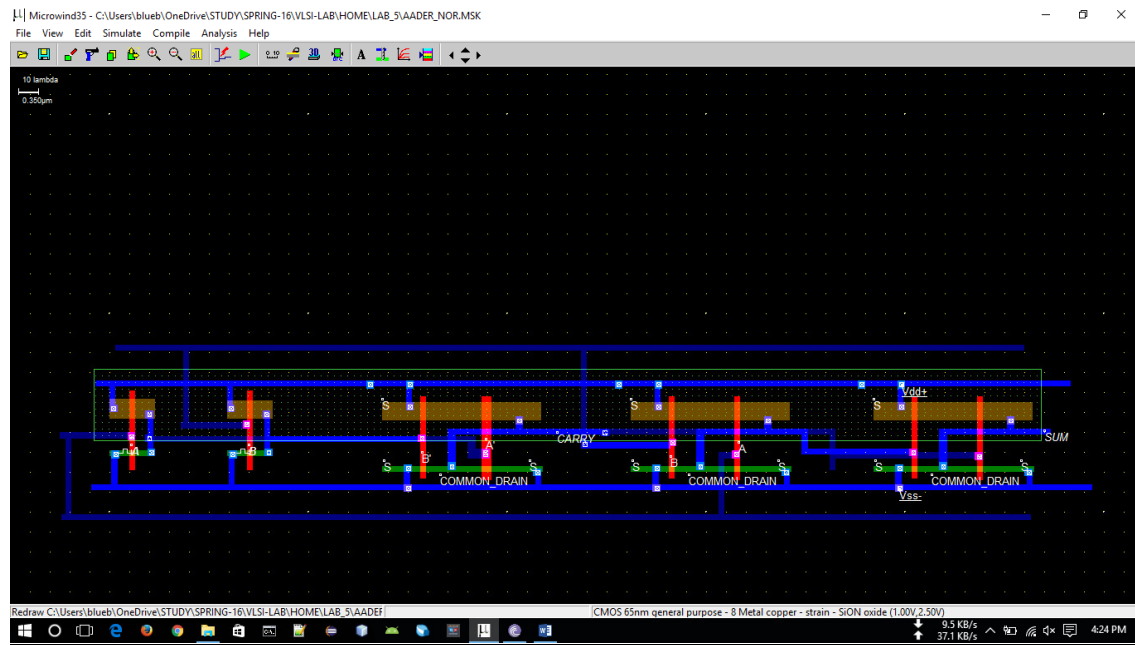 Microwind35 - C:\Users\blueb\OneDrive\STUDY\SPRING-16\VLSI-LAB\HOME\LAB_5\AADER_NOR.MSK
File View Edit Simulate Compile Analysis Help
10 lambda
0.350µm
Vdd+
S S S
A B A' CARRY A SUM
B' B
S S S S S S
COMMON_DRAIN COMMON_DRAIN COMMON_DRAIN
Vss-
Redraw C:\Users\blueb\OneDrive\STUDY\SPRING-16\VLSI-LAB\HOME\LAB_5\AADEF
CMOS 65nm general purpose - 8 Metal copper - strain - SiON oxide (1.00V,2.50V)
9.5 KB/s
37.1 KB/s
4:24 PM